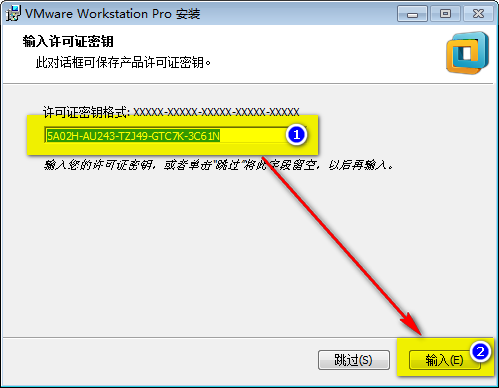 VMware Workstation Pro 安装
输入许可证密钥
此对话框可保存产品许可证密钥。
许可证密钥格式: XXXXX-XXXXX-XXXXX-XXXXX-XXXXX
5A02H-AU243-TZJ49-GTC7K-3C61N
1
输入您的许可证密钥，或者单击"跳过"将此字段留空，以后再输入。
跳过(S)
输入(E)
2